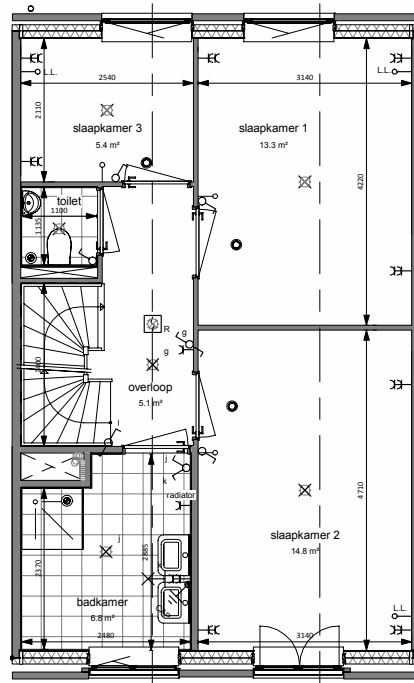 L.L.
2540
3140
L.L.
2110
slaapkamer 3
5.4 m²
slaapkamer 1
13.3 m²
4220
toilet
1100
1135
R
g
g
overloop
5.1 m²
l
j
k
radiator
4710
slaapkamer 2
14.8 m²
j
2885
2370
badkamer
6.8 m²
2480
3140
L.L.